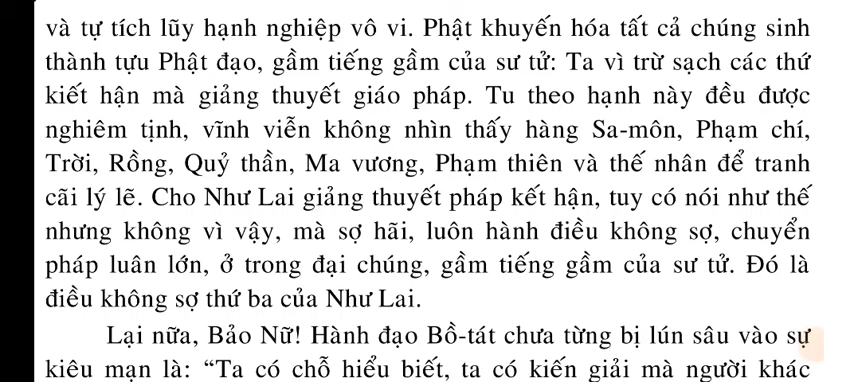 và tự tích lũy hạnh nghiệp vô vi. Phật khuyến hóa tất cả chúng sinh
thành tựu Phật đạo, gầm tiếng gầm của sư tử: Ta vì trừ sạch các thứ
kiết hận mà giảng thuyết giáo pháp. Tu theo hạnh này đều được
nghiêm tịnh, vĩnh viễn không nhìn thấy hàng Sa-môn, Phạm chí,
Trời, Rồng, Quỷ thần, Ma vương, Phạm thiên và thế nhân để tranh
cãi lý lẽ. Cho Như Lai giảng thuyết pháp kết hận, tuy có nói như thế
nhưng không vì vậy, mà sợ hãi, luôn hành điều không sợ, chuyển
pháp luân lớn, ở trong đại chúng, gầm tiếng gầm của sư tử. Đó là
điều không sợ thứ ba của Như Lai.
Lại nữa, Bảo Nữ! Hành đạo Bồ-tát chưa từng bị lún sâu vào sự
kiêu mạn là: “Ta có chỗ hiểu biết, ta có kiến giải mà người khác